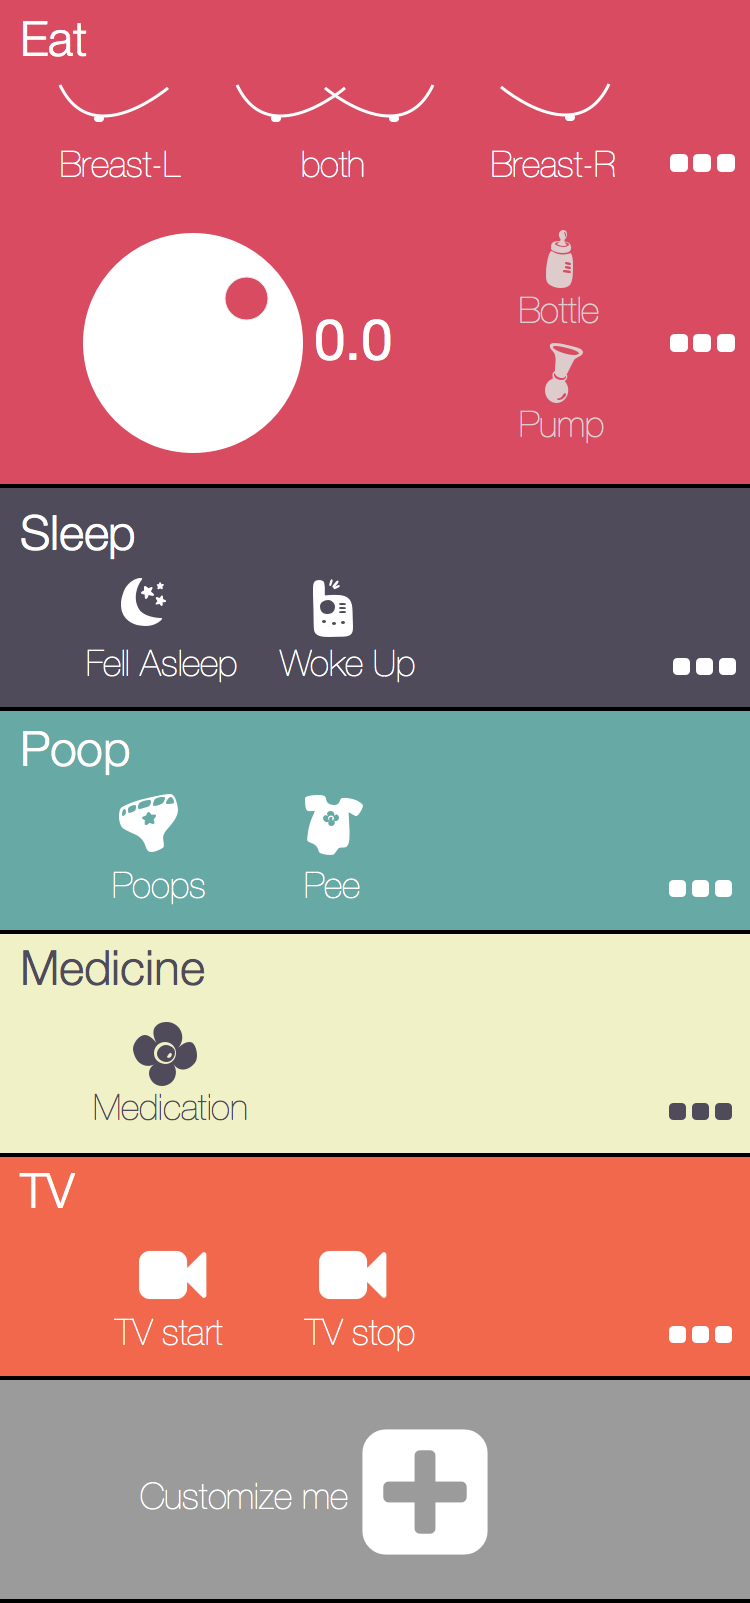 Eat
Breast-L both Breast-R
0.0
Bottle
Pump
Sleep
Fell Asleep Woke Up
Poop
Poops Pee
Medicine
Medication
TV
TV start TV stop
Customize me